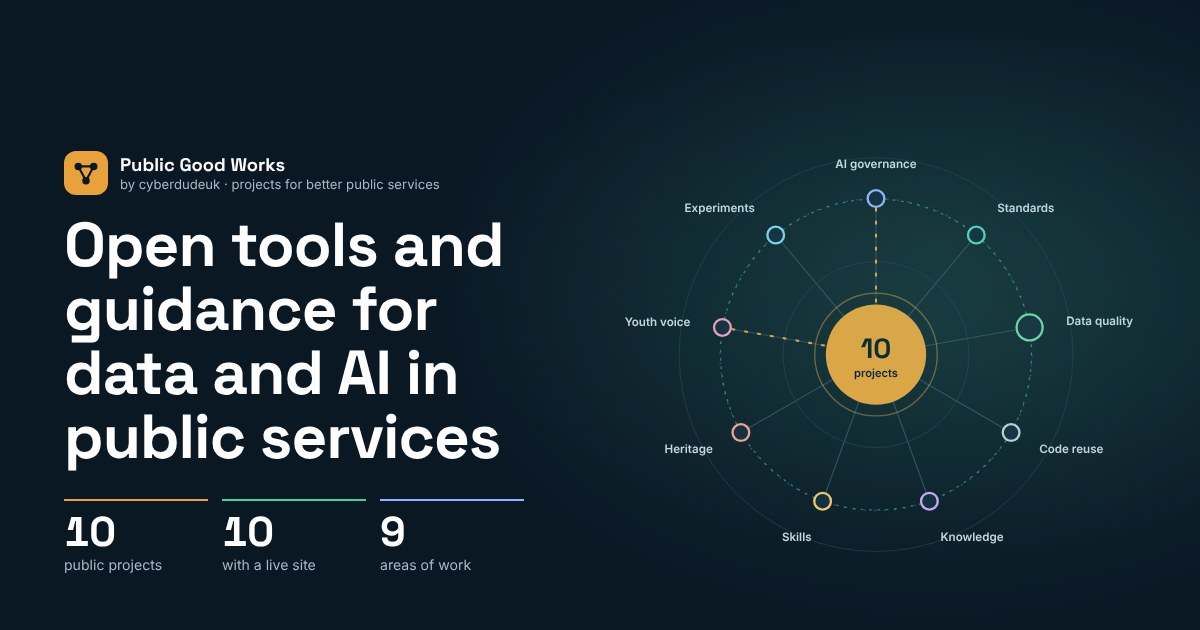 Public Good Works
by cyberdudeuk · projects for better public services
Open tools and
guidance for
data and AI in
public services
10
public projects
10
with a live site
9
areas of work
AI governance
Experiments
Standards
Youth voice
Data quality
10
projects
Heritage
Code reuse
Skills
Knowledge